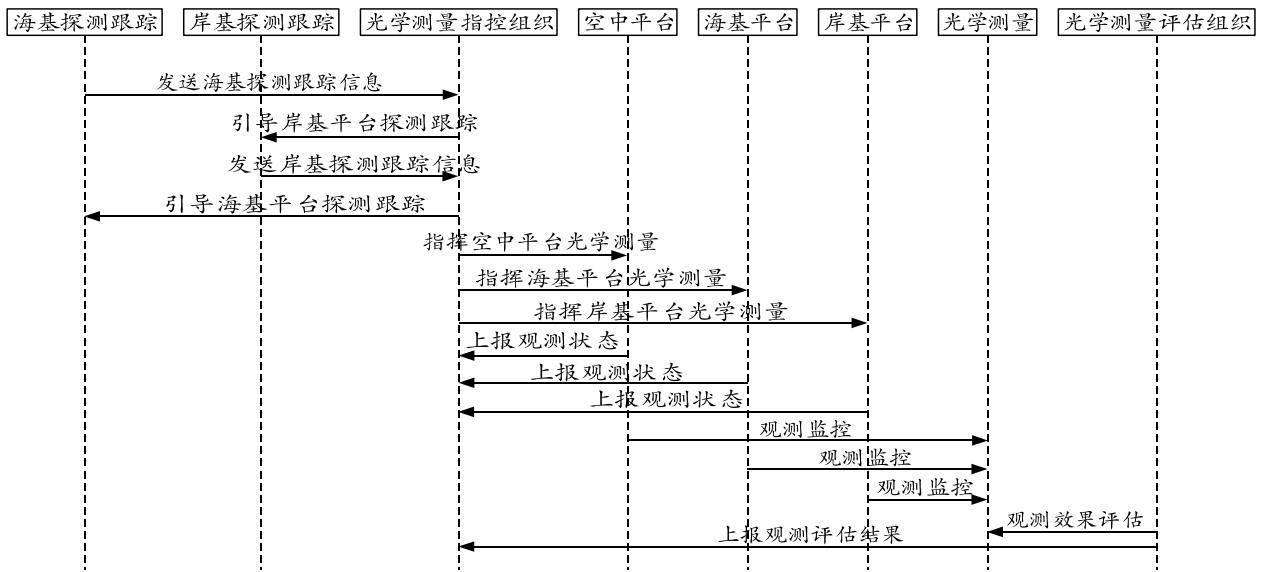 海基探测跟踪 岸基探测跟踪 光学测量指控组织 空中平台 海基平台 岸基平台 光学测量 光学测量评估组织
发送海基探测跟踪信息
引导岸基平台探测跟踪
发送岸基探测跟踪信息
引导海基平台探测跟踪
指挥空中平台光学测量
指挥海基平台光学测量
指挥岸基平台光学测量
上报观测状态
上报观测状态
上报观测状态
观测监控
观测监控
观测监控
观测效果评估
上报观测评估结果